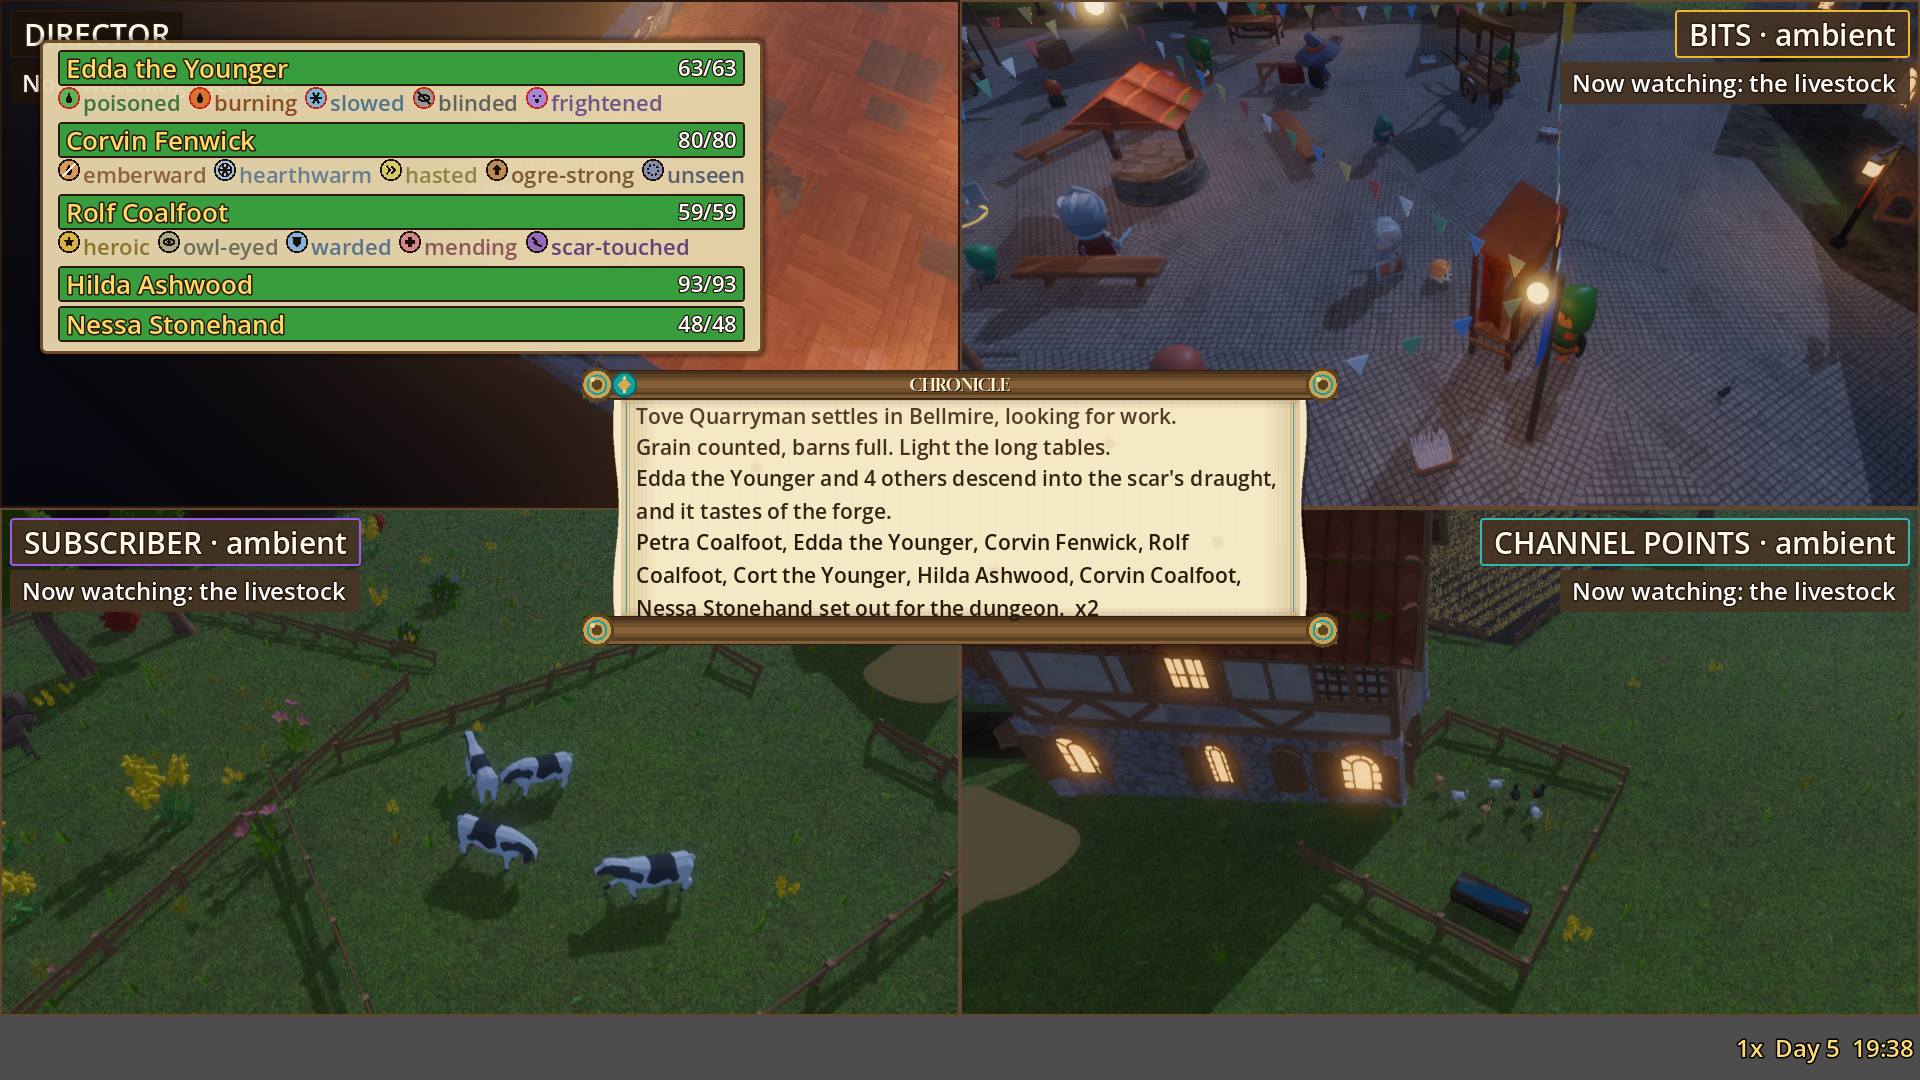 DIRECTOR
No
Edda the Younger 63/63
poisoned burning slowed blinded frightened
Corvin Fenwick 80/80
emberward hearthwarm hasted ogre-strong unseen
Rolf Coalfoot 59/59
heroic owl-eyed warded mending scar-touched
Hilda Ashwood 93/93
Nessa Stonehand 48/48
BITS · ambient
Now watching: the livestock
CHRONICLE
Tove Quarryman settles in Bellmire, looking for work.
Grain counted, barns full. Light the long tables.
Edda the Younger and 4 others descend into the scar's draught,
and it tastes of the forge.
Petra Coalfoot, Edda the Younger, Corvin Fenwick, Rolf
Coalfoot, Cort the Younger, Hilda Ashwood, Corvin Coalfoot,
Nessa Stonehand set out for the dungeon. x2
SUBSCRIBER · ambient
Now watching: the livestock
CHANNEL POINTS · ambient
Now watching: the livestock
1x Day 5 19:38